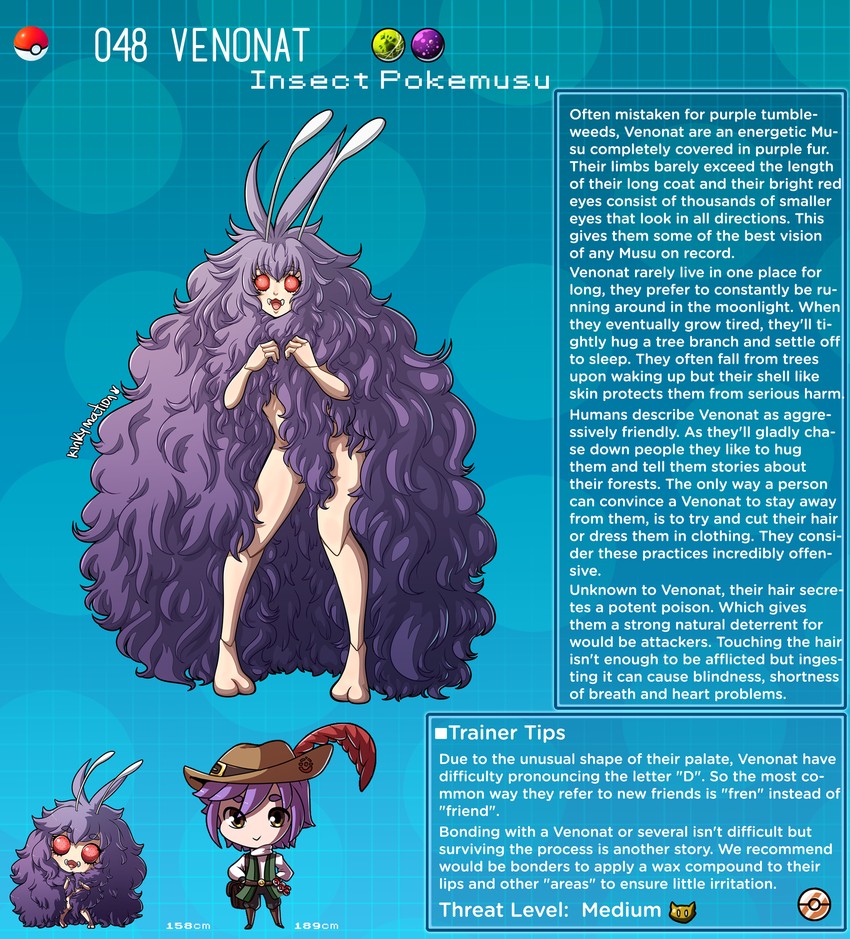 048 VENONAT
Insect Pokemusu
Often mistaken for purple tumble-
weeds, Venonat are an energetic Mu-
su completely covered in purple fur.
Their limbs barely exceed the length
of their long coat and their bright red
eyes consist of thousands of smaller
eyes that look in all directions. This
gives them some of the best vision
of any Musu on record.
Venonat rarely live in one place for
long, they prefer to constantly be ru-
nning around in the moonlight. When
they eventually grow tired, they'll ti-
ghtly hug a tree branch and settle off
to sleep. They often fall from trees
upon waking up but their shell like
skin protects them from serious harm.
Humans describe Venonat as aggre-
ssively friendly. As they'll gladly cha-
se down people they like to hug
them and tell them stories about
their forests. The only way a person
can convince a Venonat to stay away
from them, is to try and cut their hair
or dress them in clothing. They consi-
der these practices incredibly offen-
sive.
Unknown to Venonat, their hair secre-
tes a potent poison. Which gives
them a strong natural deterrent for
would be attackers. Touching the hair
isn't enough to be afflicted but inges-
ting it can cause blindness, shortness
of breath and heart problems.
kinkymation
■Trainer Tips
Due to the unusual shape of their palate, Venonat have
difficulty pronouncing the letter "D". So the most co-
mmon way they refer to new friends is "fren" instead of
"friend".
Bonding with a Venonat or several isn't difficult but
surviving the process is another story. We recommend
would be bonders to apply a wax compound to their
lips and other "areas" to ensure little irritation.
Threat Level: Medium
158cm
189cm